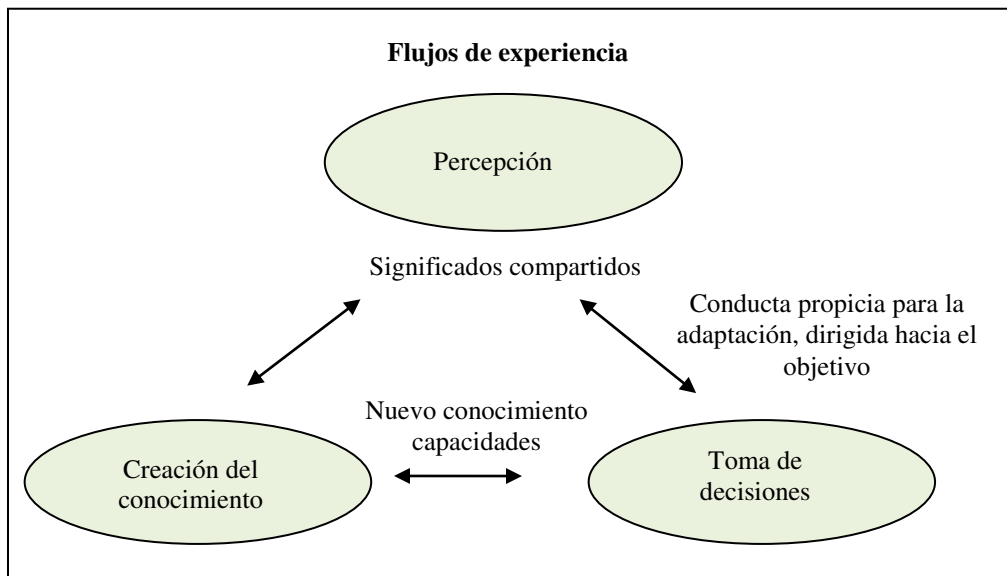 Flujos de experiencia
Percepción
Significados compartidos
Conducta propicia para la
adaptación, dirigida hacia el
objetivo
Nuevo conocimiento
capacidades
Creación del
conocimiento
Toma de
decisiones